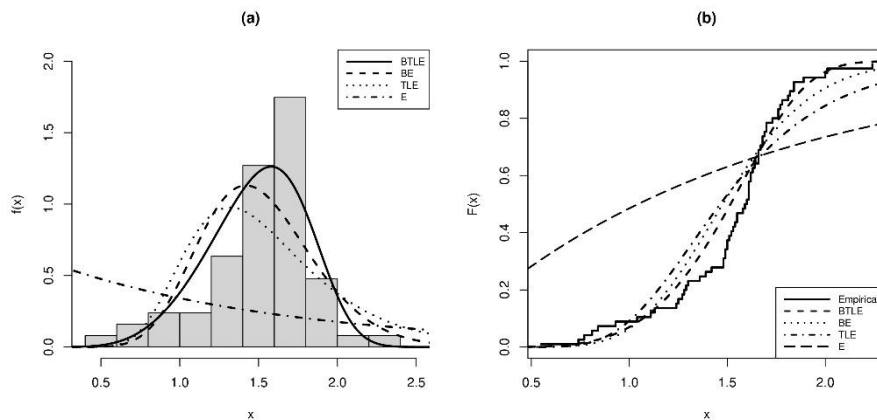 (a)
2.0
1.5
1.0
0.5
0.0
f(x)
BTLE
BE
TLE
E
0.5 1.0 1.5 2.0 2.5
x
(b)
1.0
0.8
0.6
0.4
0.2
0.0
F(x)
Empirica
BTLE
BE
TLE
E
0.5 1.0 1.5 2.0
x